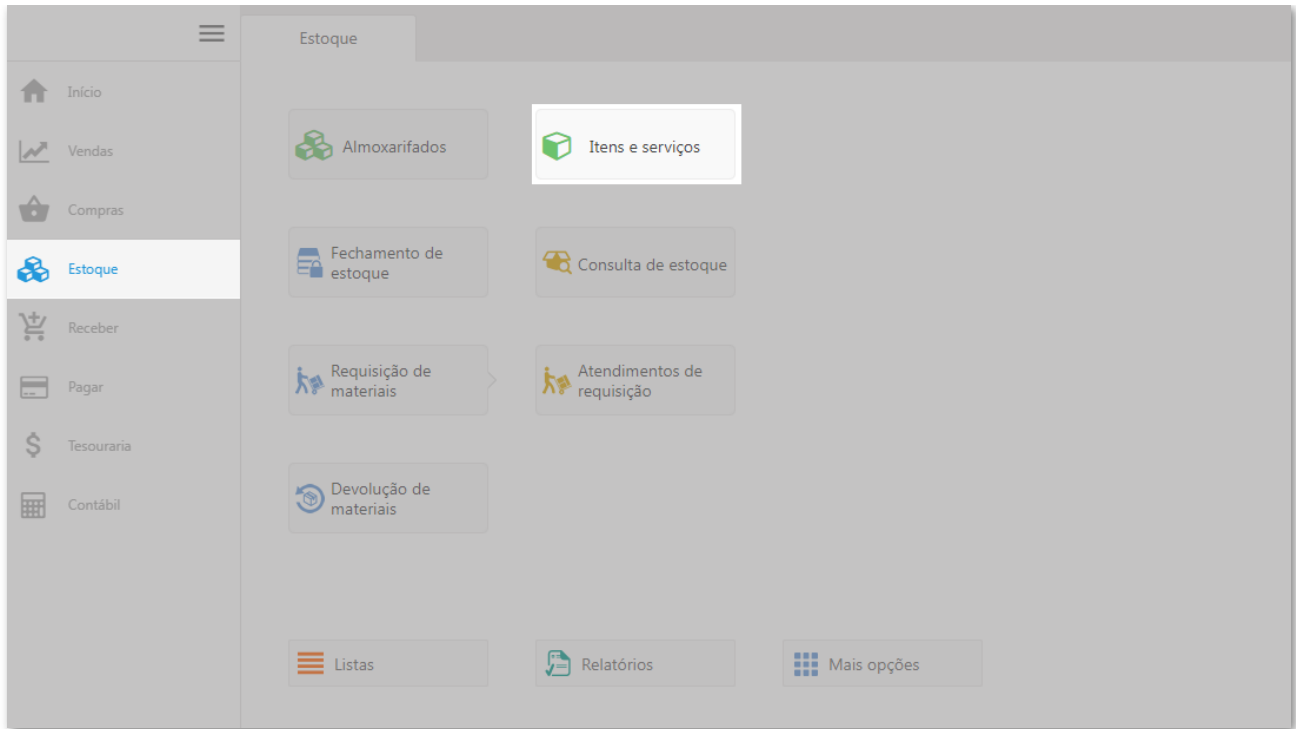 Estoque
Início
Vendas
Compras
Estoque
Receber
Pagar
Tesouraria
Contábil
Almoxarifados
Itens e serviços
Fechamento de
estoque
Consulta de estoque
Requisição de
materiais
Atendimentos de
requisição
Devolução de
materiais
Listas
Relatórios
Mais opções